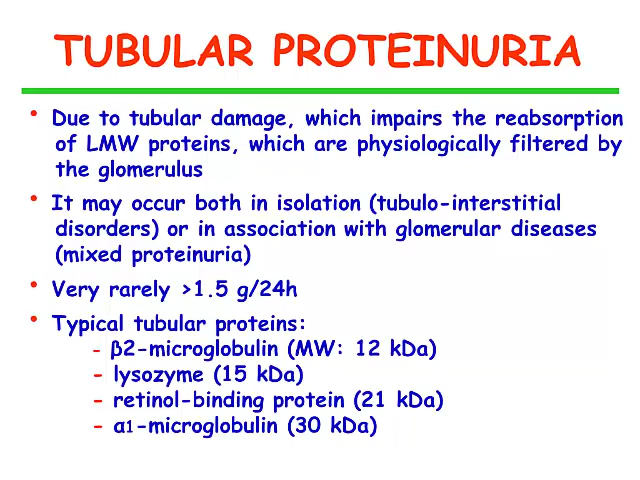 TUBULAR PROTEINURIA
• Due to tubular damage, which impairs the reabsorption
of LMW proteins, which are physiologically filtered by
the glomerulus
• It may occur both in isolation (tubulo-interstitial
disorders) or in association with glomerular diseases
(mixed proteinuria)
• Very rarely >1.5 g/24h
• Typical tubular proteins:
- β2-microglobulin (MW: 12 kDa)
- lysozyme (15 kDa)
- retinol-binding protein (21 kDa)
- α1-microglobulin (30 kDa)